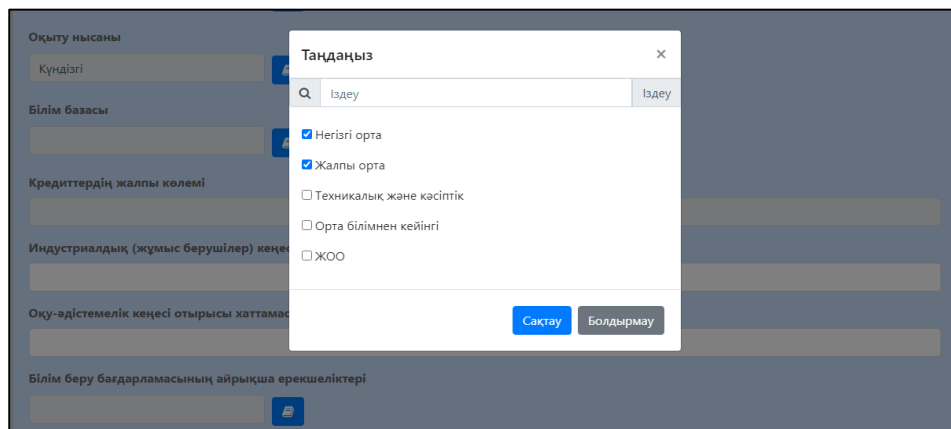 Оқыту нысаны
Күндізгі
Білім базасы
Кредиттердің жалпы көлемі
Индустриалдық (жұмыс берушілер) кеңес
Оқу-әдістемелік кеңесі отырысы хаттамас
Білім беру бағдарламасының айрықша ерекшеліктері
Таңдаңыз
×
Іздеу Іздеу
Негізгі орта
Жалпы орта
Техникалық және кәсіптік
Орта білімнен кейінгі
ЖОО
Сақтау Болдырмау